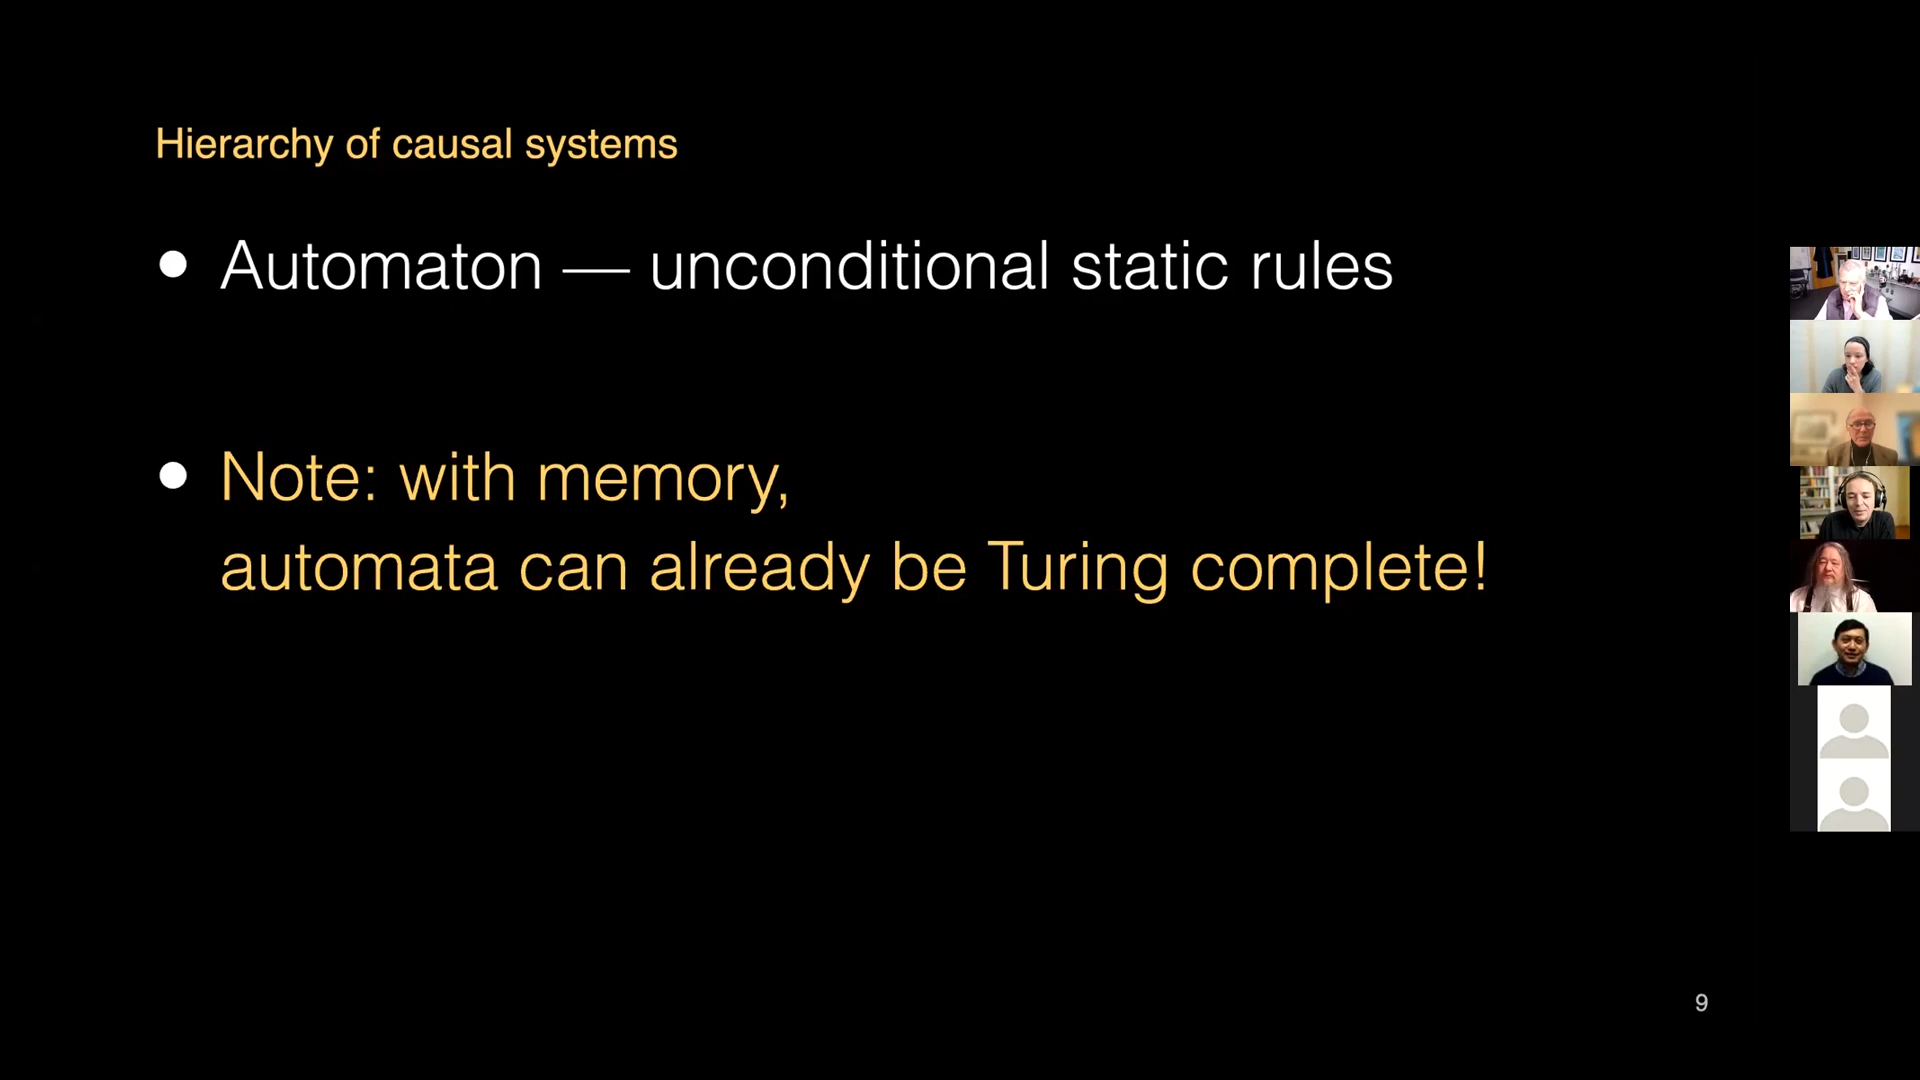 Hierarchy of causal systems
• Automaton — unconditional static rules
• Note: with memory,
automata can already be Turing complete!
9